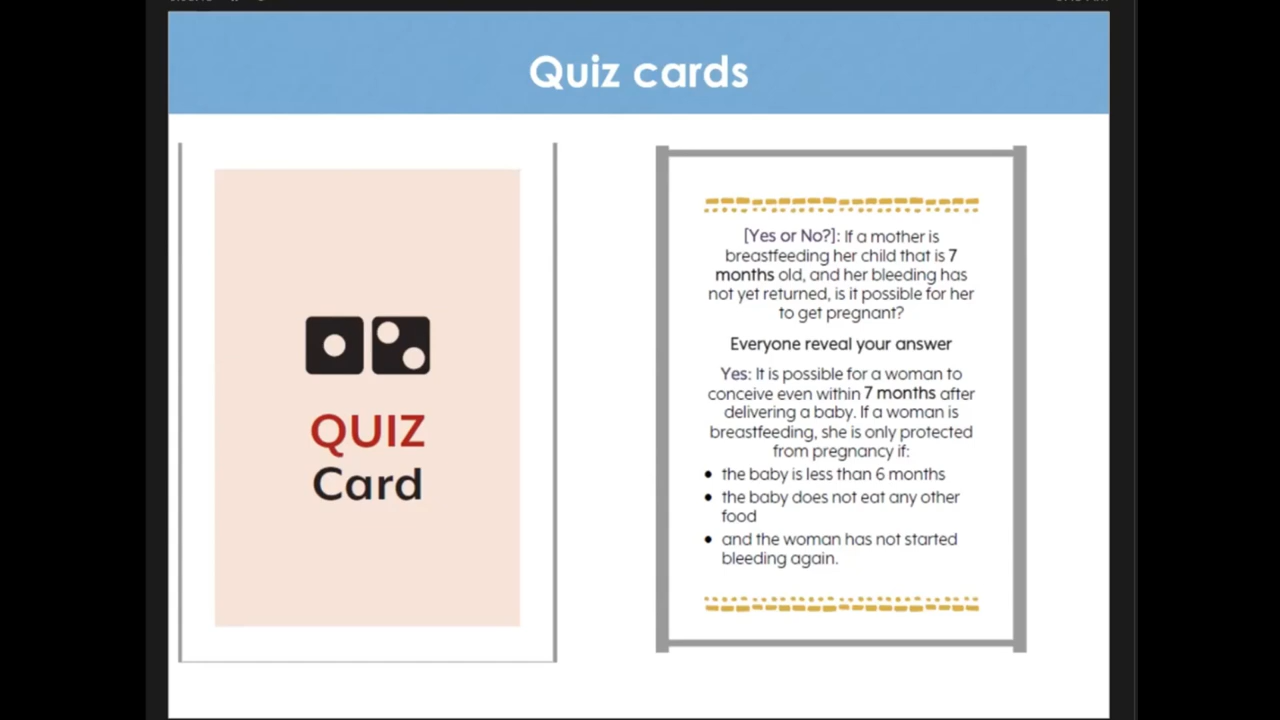 Quiz cards
QUIZ
Card
[Yes or No?]: If a mother is
breastfeeding her child that is 7
months old, and her bleeding has
not yet returned, is it possible for her
to get pregnant?
Everyone reveal your answer
Yes: It is possible for a woman to
conceive even within 7 months after
delivering a baby. If a woman is
breastfeeding, she is only protected
from pregnancy if:
• the baby is less than 6 months
• the baby does not eat any other
food
• and the woman has not started
bleeding again.